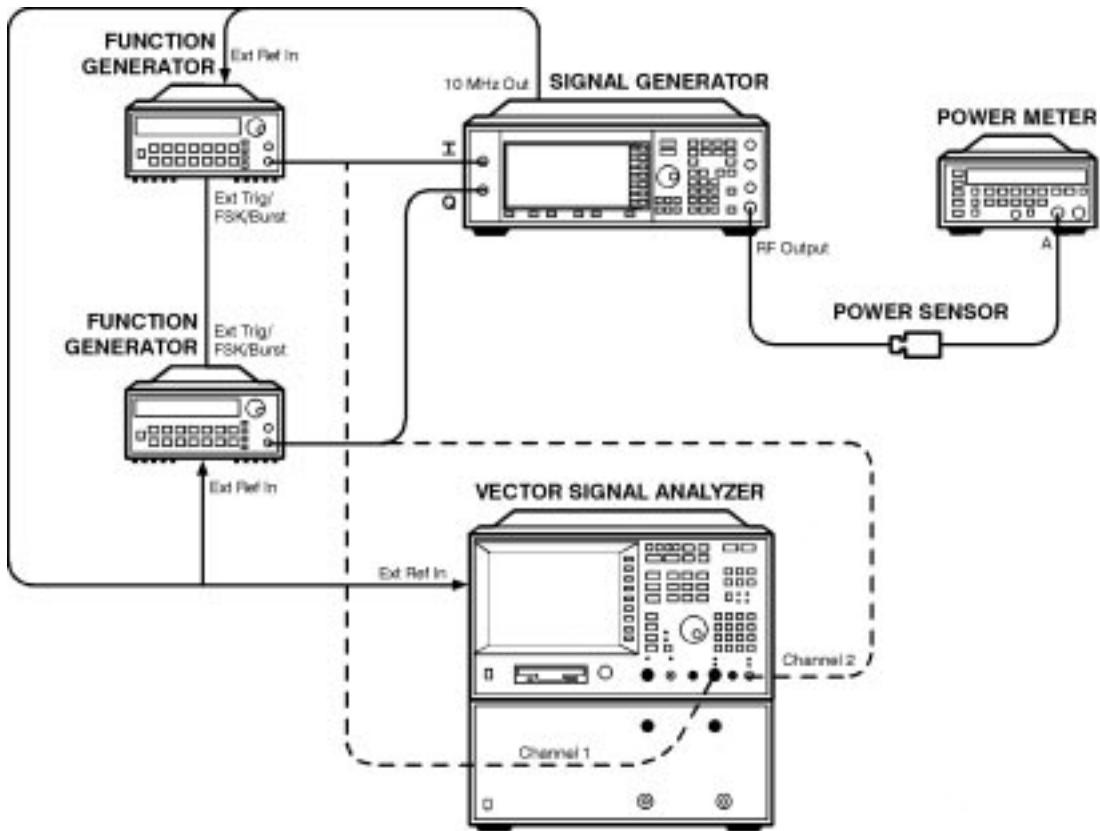 FUNCTION
GENERATOR
Ext Ref In
10 MHz Out
SIGNAL GENERATOR
POWER METER
I
Q
Ext Trig/
FSK/Burst
RF Output
A
POWER SENSOR
FUNCTION
GENERATOR
Ext Trig/
FSK/Burst
Ext Ref In
VECTOR SIGNAL ANALYZER
Ext Ref In
Channel 2
Channel 1